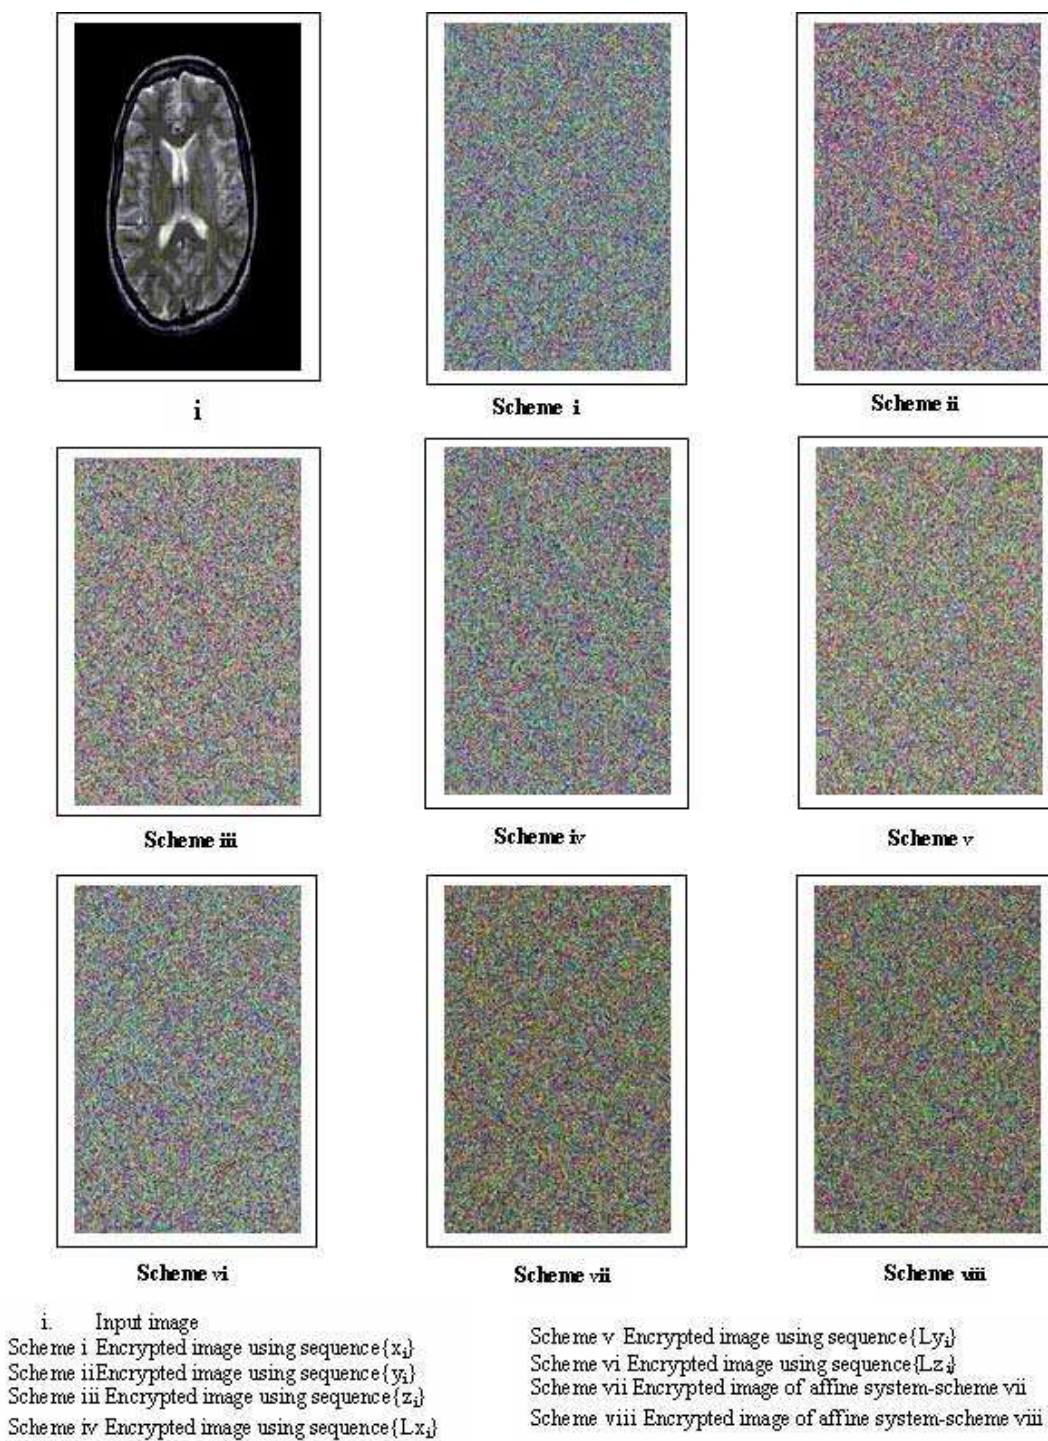 i
Scheme i
Scheme ii
Scheme iii
Scheme iv
Scheme v
Scheme vi
Scheme vii
Scheme viii
i. Input image
Scheme i Encrypted image using sequence{xᵢ}
Scheme iiEncrypted image using sequence{yᵢ}
Scheme iii Encrypted image using sequence{zᵢ}
Scheme iv Encrypted image using sequence{Lxᵢ}
Scheme v Encrypted image using sequence{Lyᵢ}
Scheme vi Encrypted image using sequence{Lzᵢ}
Scheme vii Encrypted image of affine system-scheme vii
Scheme viii Encrypted image of affine system-scheme viii